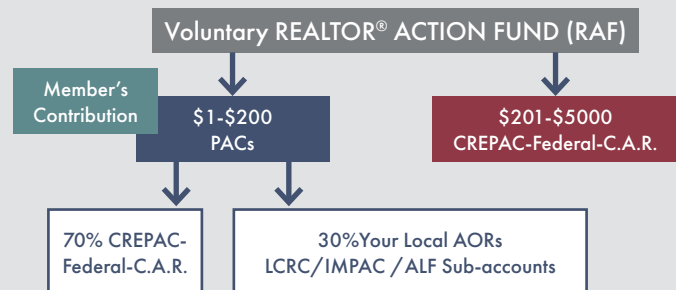 Voluntary REALTOR® ACTION FUND (RAF)
Member's
Contribution
$1-$200
PACs
$201-$5000
CREPAC-Federal-C.A.R.
70% CREPAC-
Federal-C.A.R.
30%Your Local AORs
LCRC/IMPAC /ALF Sub-accounts